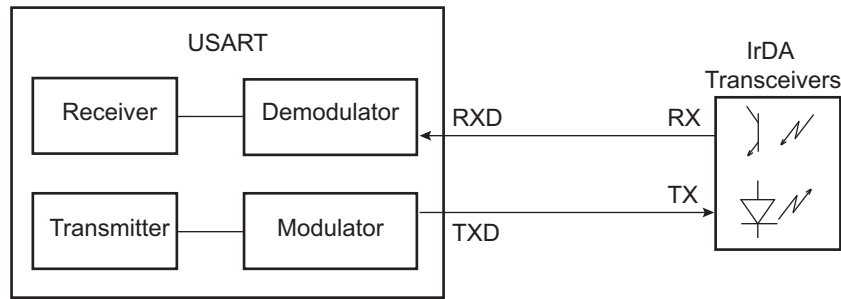 USART
IrDA
Transceivers
Receiver
Demodulator
RXD
RX
Transmitter
Modulator
TX
TXD